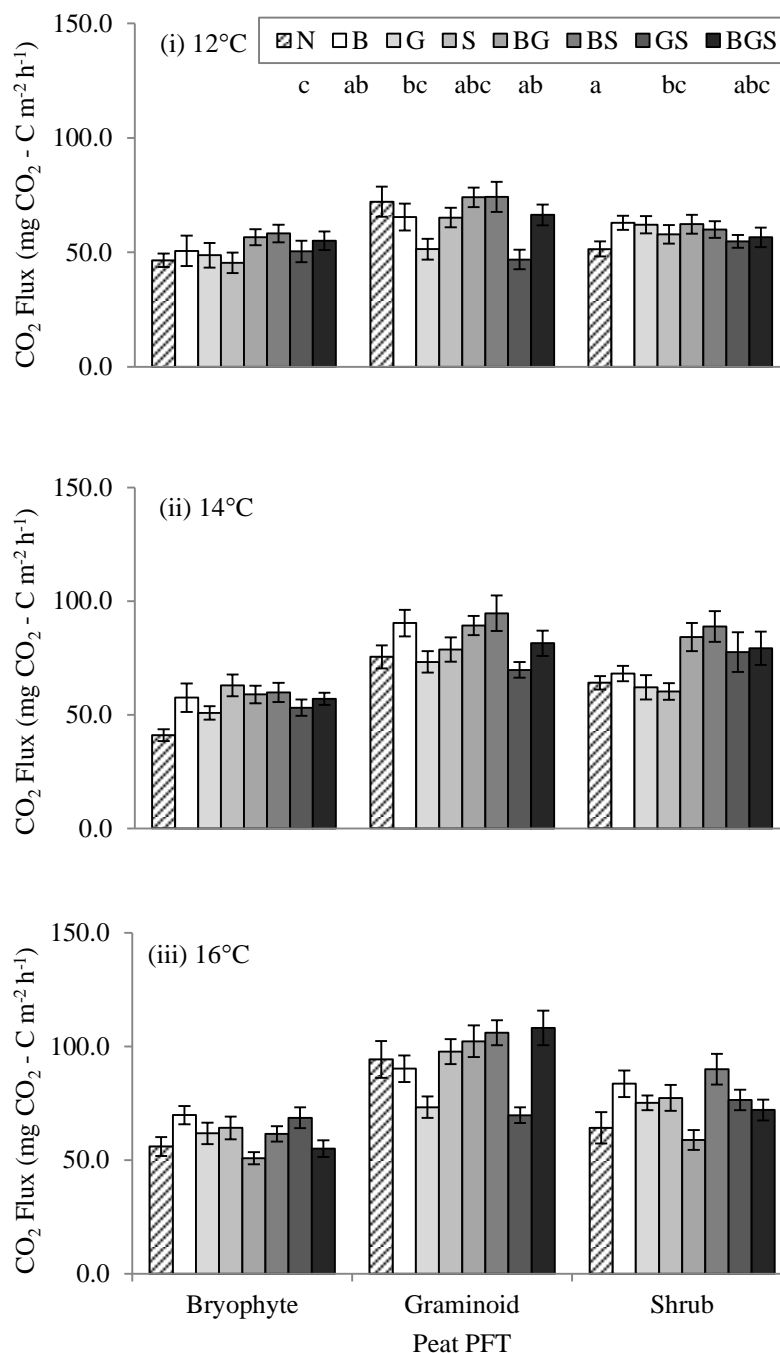 150.0
(i) 12°C
N B G S BG BS GS BGS
c ab bc abc ab a bc abc
100.0
50.0
0.0
CO₂ Flux (mg CO₂ - C m⁻² h⁻¹)
150.0
(ii) 14°C
100.0
50.0
0.0
CO₂ Flux (mg CO₂ - C m⁻² h⁻¹)
150.0
(iii) 16°C
100.0
50.0
0.0
CO₂ Flux (mg CO₂ - C m⁻² h⁻¹)
Bryophyte Graminoid Shrub
Peat PFT